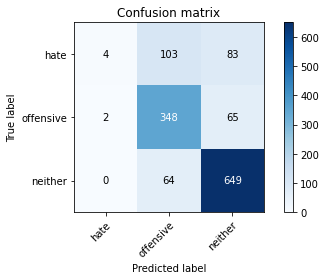 Confusion matrix
True label
hate
4
103
83
offensive
2
348
65
neither
0
64
649
hate
offensive
neither
Predicted label
600
500
400
300
200
100
0